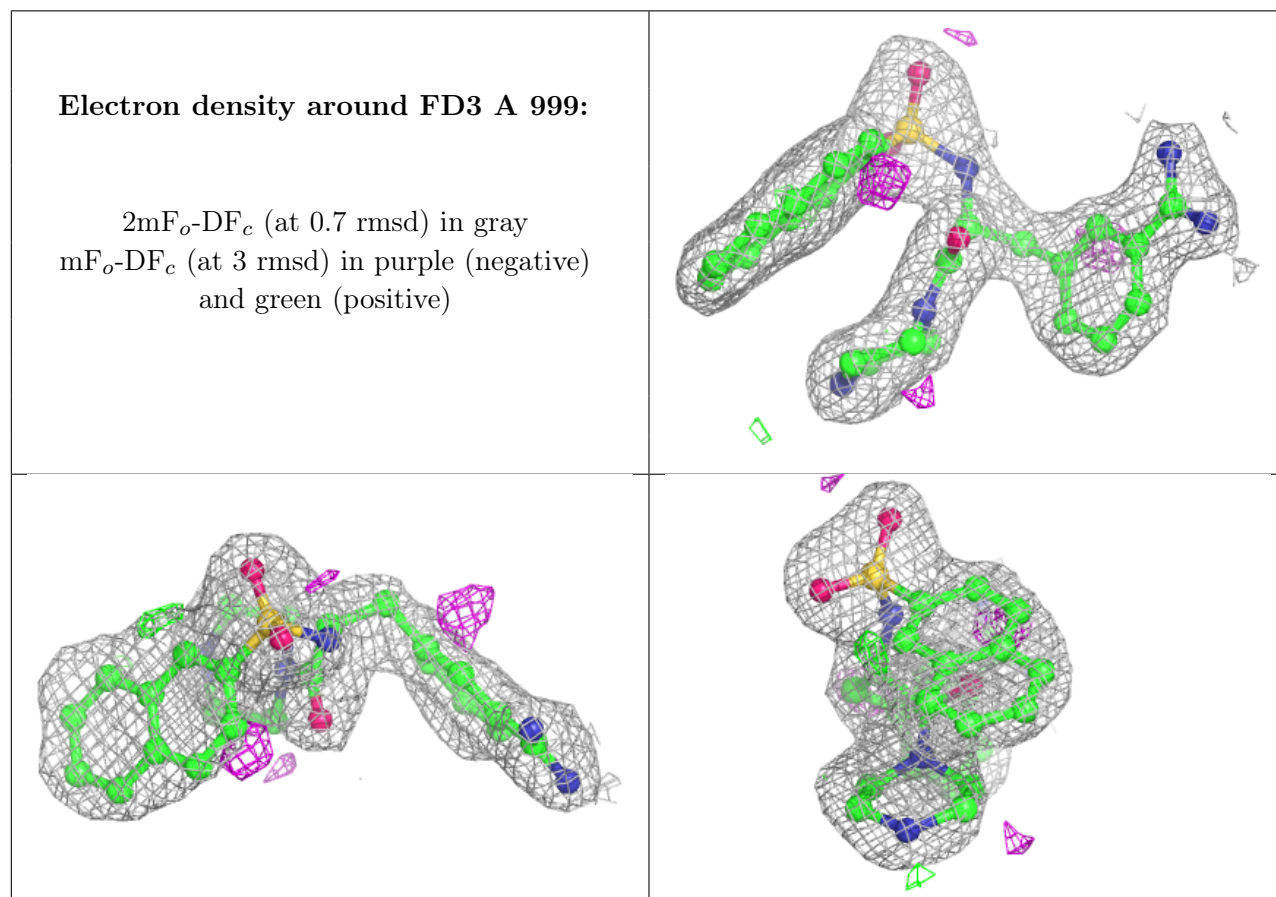 Electron density around FD3 A 999:
2mFo-DFc (at 0.7 rmsd) in gray
mFo-DFc (at 3 rmsd) in purple (negative)
and green (positive)